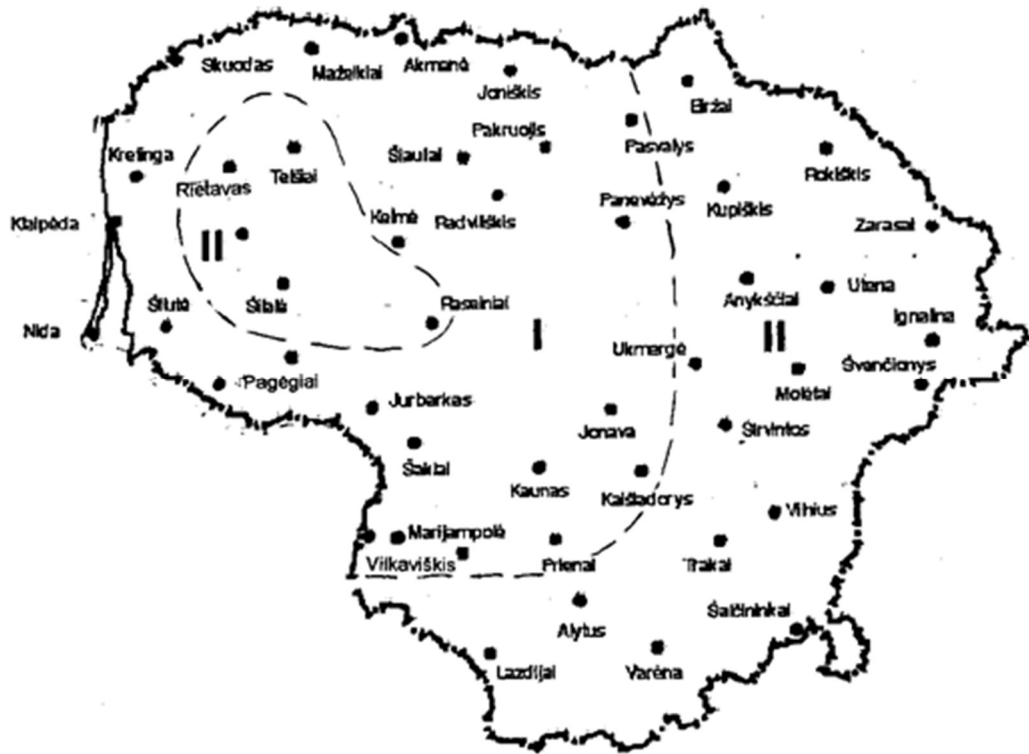 Skuodas
Mažeikiai
Akmenė
Joniškis
Biržai
Pakruojis
Pasvalys
Kretinga
Šiauliai
Rokiškis
Rietavas
Telšiai
Radviliškis
Panevėžys
Kupiškis
Klaipėda
Kelmė
Zarasai
II
Anykščiai
Utena
Šilutė
Šilalė
Raseiniai
Ignalina
Nida
I
Ukmergė
II
Švenčionys
Pagėgiai
Molėtai
Jurbarkas
Jonava
Širvintos
Šakiai
Kaunas
Kaišiadorys
Vilnius
Marijampolė
Vilkaviškis
Prienai
Trakai
Alytus
Šalčininkai
Lazdijai
Varėna